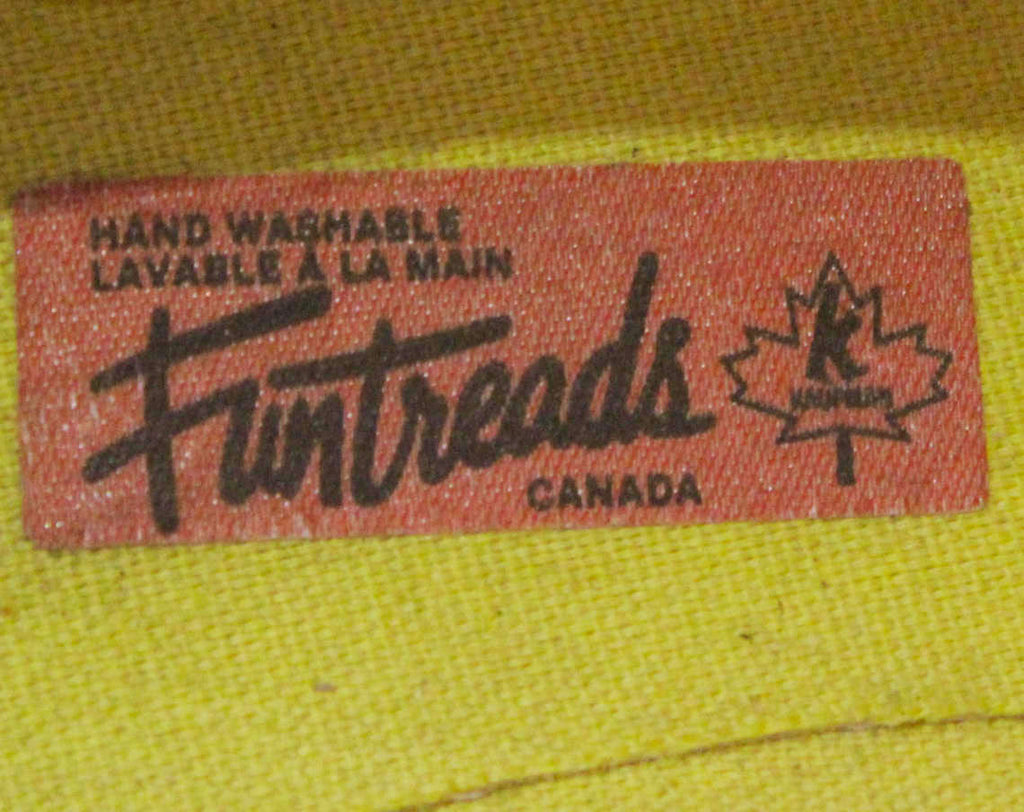 HAND WASHABLE
LAVABLE À LA MAIN
Funtreads
k
CANADA